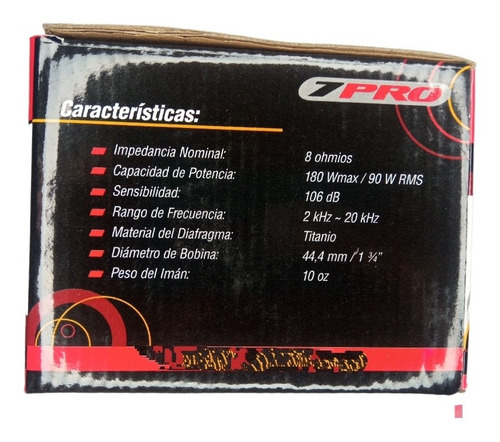 7PRO
Características:
Impedancia Nominal: 8 ohmios
Capacidad de Potencia: 180 Wmax / 90 W RMS
Sensibilidad: 106 dB
Rango de Frecuencia: 2 kHz ~ 20 kHz
Material del Diafragma: Titanio
Diámetro de Bobina: 44,4 mm / 1 ¾"
Peso del Imán: 10 oz